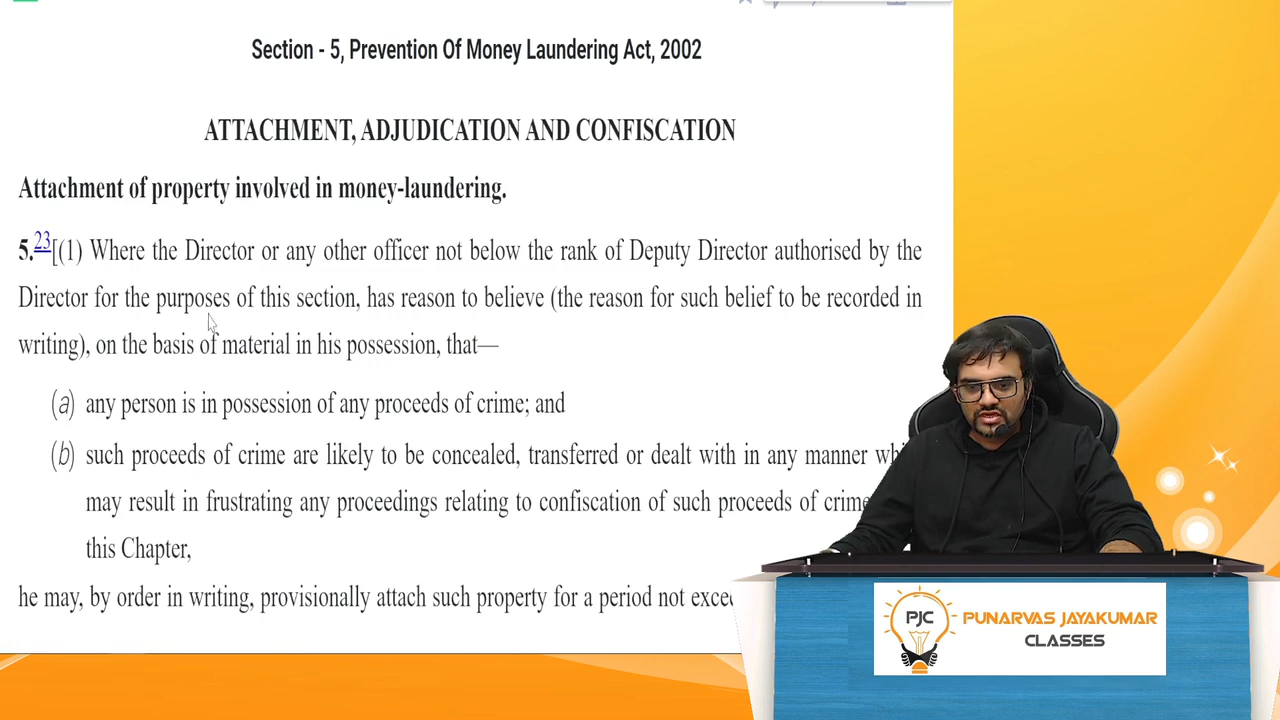 Section - 5, Prevention Of Money Laundering Act, 2002
ATTACHMENT, ADJUDICATION AND CONFISCATION
Attachment of property involved in money-laundering.
5.23[(1) Where the Director or any other officer not below the rank of Deputy Director authorised by the
Director for the purposes of this section, has reason to believe (the reason for such belief to be recorded in
writing), on the basis of material in his possession, that—
(a) any person is in possession of any proceeds of crime; and
(b) such proceeds of crime are likely to be concealed, transferred or dealt with in any manner
may result in frustrating any proceedings relating to confiscation of such proceeds of crime
this Chapter,
he may, by order in writing, provisionally attach such property for a period not
PJC
PUNARVAS JAYAKUMAR
CLASSES